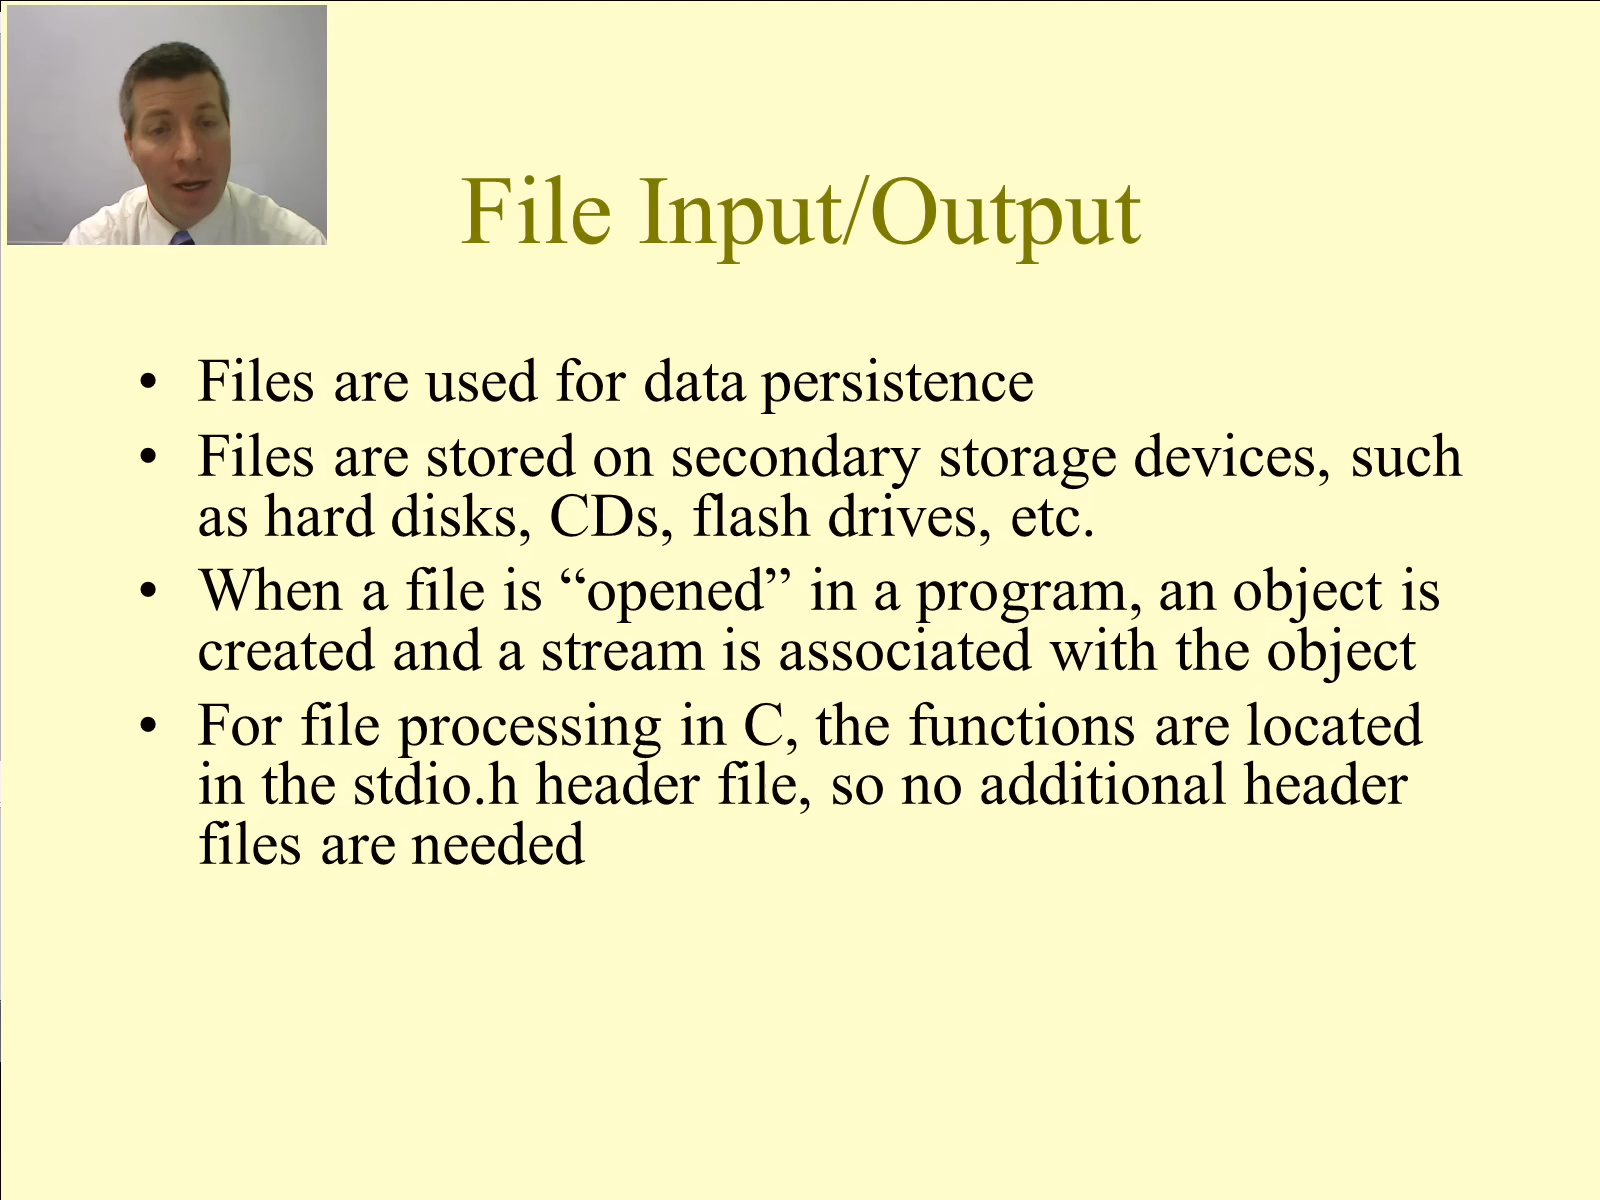 File Input/Output
• Files are used for data persistence
• Files are stored on secondary storage devices, such
as hard disks, CDs, flash drives, etc.
• When a file is “opened” in a program, an object is
created and a stream is associated with the object
• For file processing in C, the functions are located
in the stdio.h header file, so no additional header
files are needed